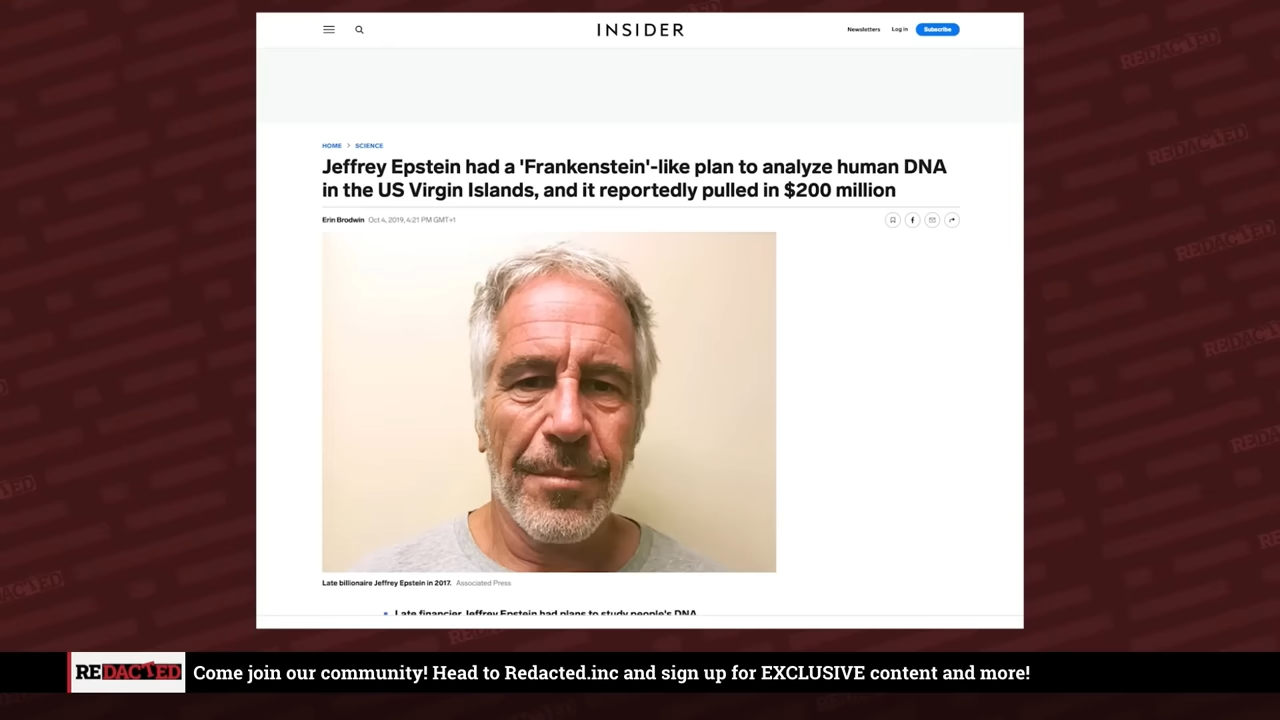 INSIDER
Newsletters Log in Subscribe
HOME > SCIENCE
Jeffrey Epstein had a 'Frankenstein'-like plan to analyze human DNA
in the US Virgin Islands, and it reportedly pulled in $200 million
Erin Brodwin Oct 4, 2019, 4:21 PM GMT+1
Late billionaire Jeffrey Epstein in 2017. Associated Press
Late financier Jeffrey Epstein had plans to study people's DNA
REDACTED Come join our community! Head to Redacted.inc and sign up for EXCLUSIVE content and more!
REDACTED
REDACTED
REDACTED